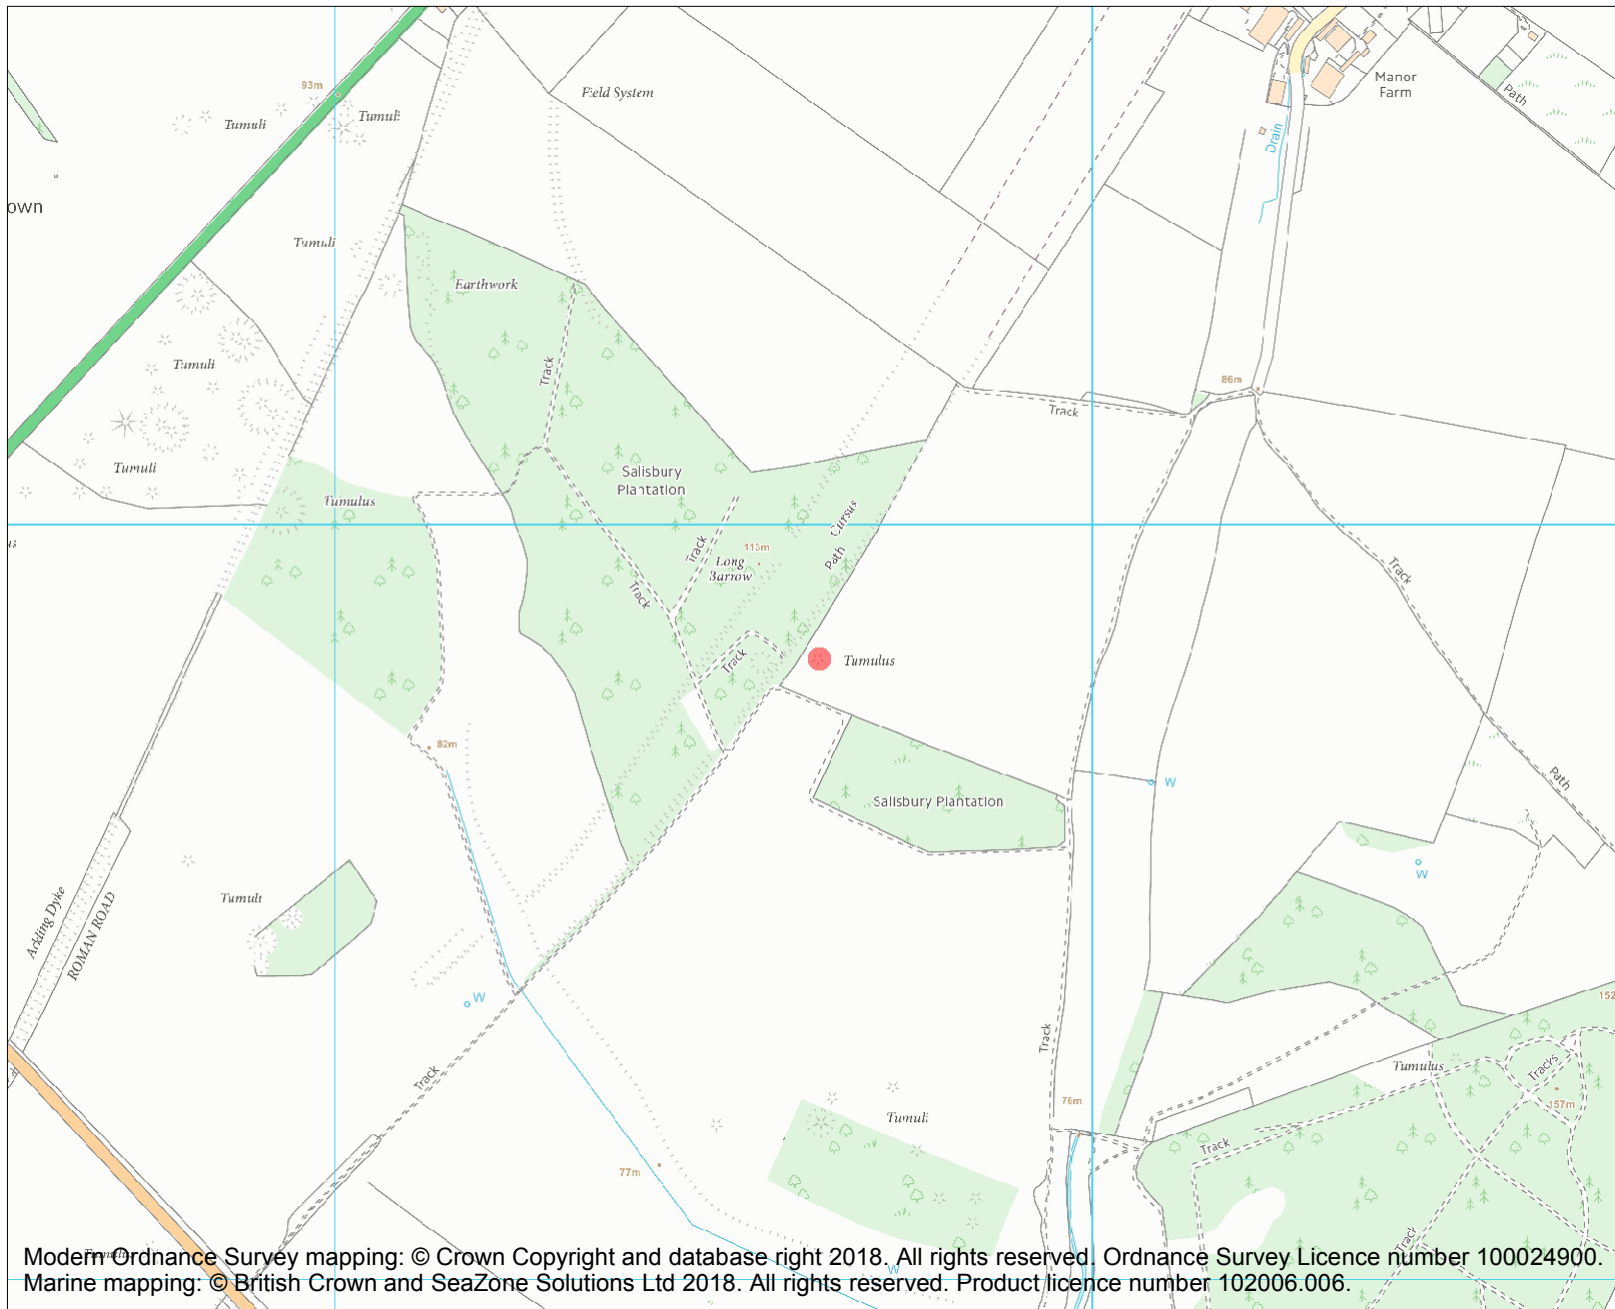 93m
Tumuli
Tumuli
Field System
Manor
Farm
Path
Drain
own
Tumuli
Earthwork
Tumuli
Track
86m
Track
Tumuli
Salisbury
Plantation
Tumulus
Cursus
us
Track
Long
Barrow
Path
Track
Track
Track
Tumulus
82m
Salisbury Plantation
W
Path
W
Tumuli
Ackling Dyke
ROMAN ROAD
W
152
Track
Track
Tumulus
Tracks
157m
Tumuli
Track
77m
Track
W
Modern Ordnance Survey mapping: © Crown Copyright and database right 2018. All rights reserved. Ordnance Survey Licence number 100024900.
Marine mapping: © British Crown and SeaZone Solutions Ltd 2018. All rights reserved. Product licence number 102006.006.